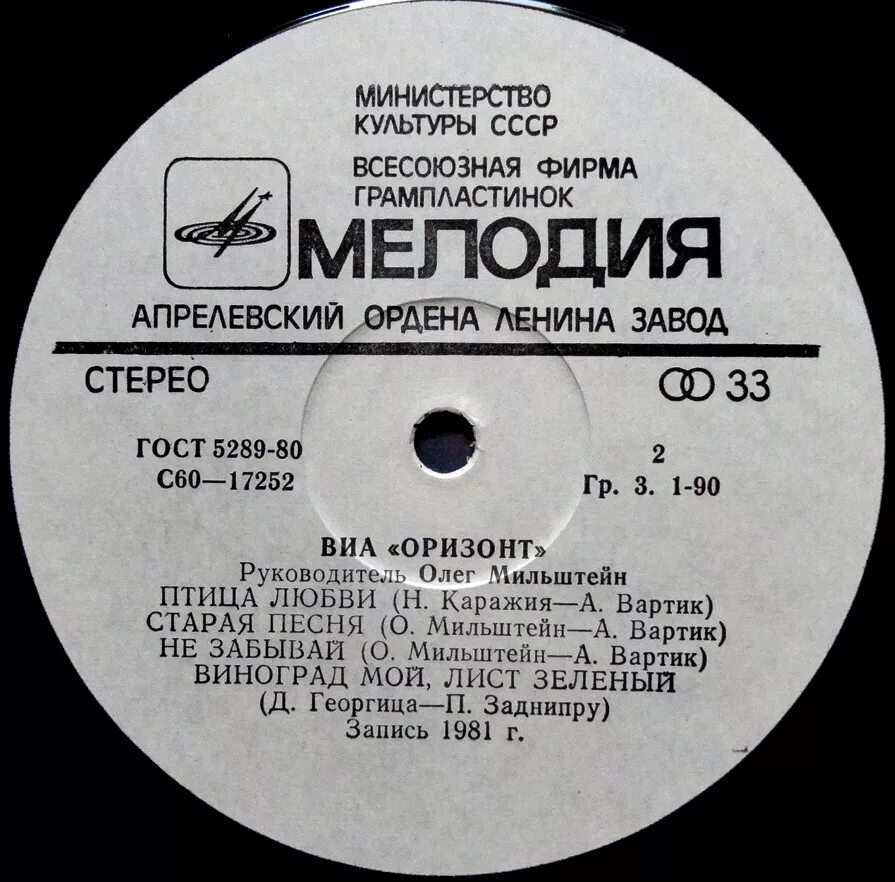 МИНИСТЕРСТВО
КУЛЬТУРЫ СССР
ВСЕСОЮЗНАЯ ФИРМА
ГРАМПЛАСТИНОК
МЕЛОДИЯ
АПРЕЛЕВСКИЙ ОРДЕНА ЛЕНИНА ЗАВОД
СТЕРЕО 33
ГОСТ 5289-80 2
С60—17252 Гр. 3. 1-90
ВИА «ОРИЗОНТ»
Руководитель Олег Мильштейн
ПТИЦА ЛЮБВИ (Н. Каражия—А. Вартик)
СТАРАЯ ПЕСНЯ (О. Мильштейн—А. Вартик)
НЕ ЗАБЫВАЙ (О. Мильштейн—А. Вартик)
ВИНОГРАД МОЙ, ЛИСТ ЗЕЛЕНЫЙ
(Д. Георгица—П. Заднипру)
Запись 1981 г.